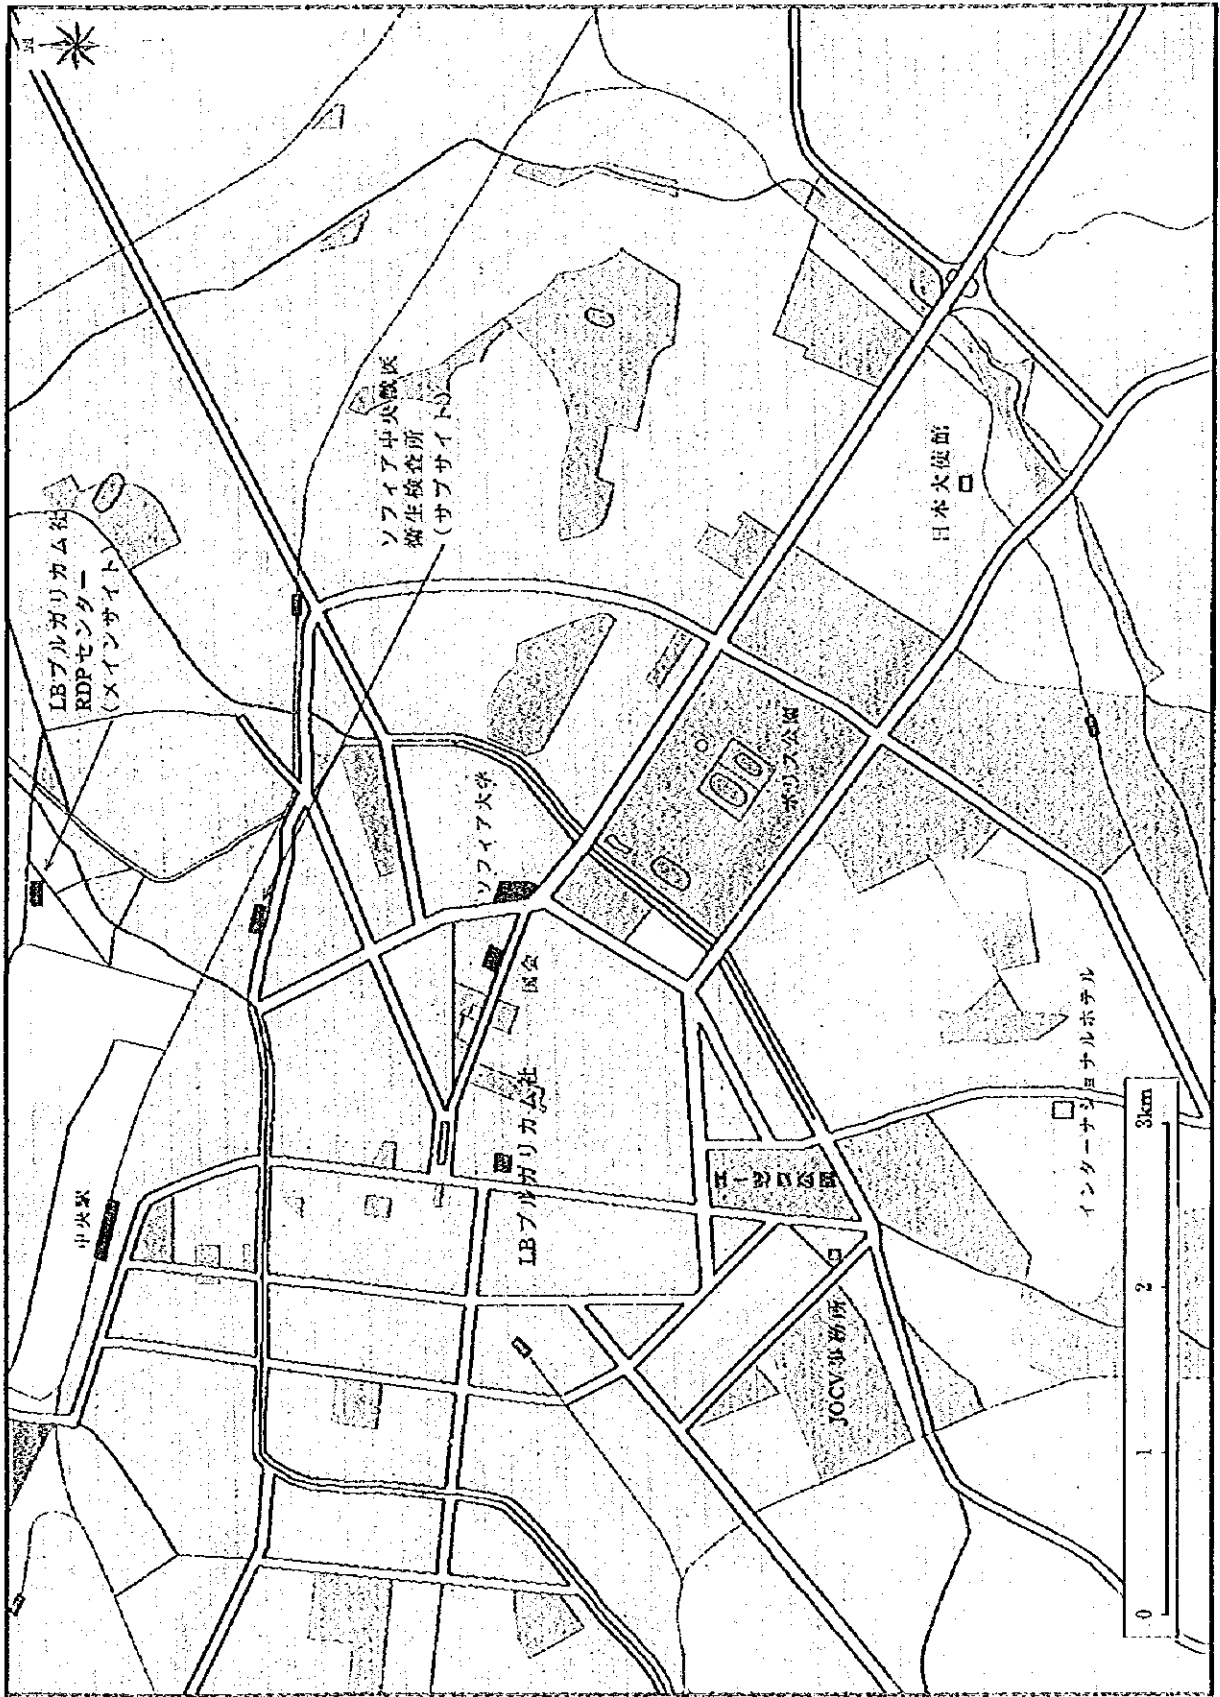 N
中央駅
LBブルガリカム社
RDPセンター
(メインサイト)
ソフィア中央獣医
衛生検査所
(サブサイト)
ソフィア大学
国会
LBブルガリカム社
ボリス公園
日本大使館
JOCV事務所
インターナショナルホテル
0
1
2
3km